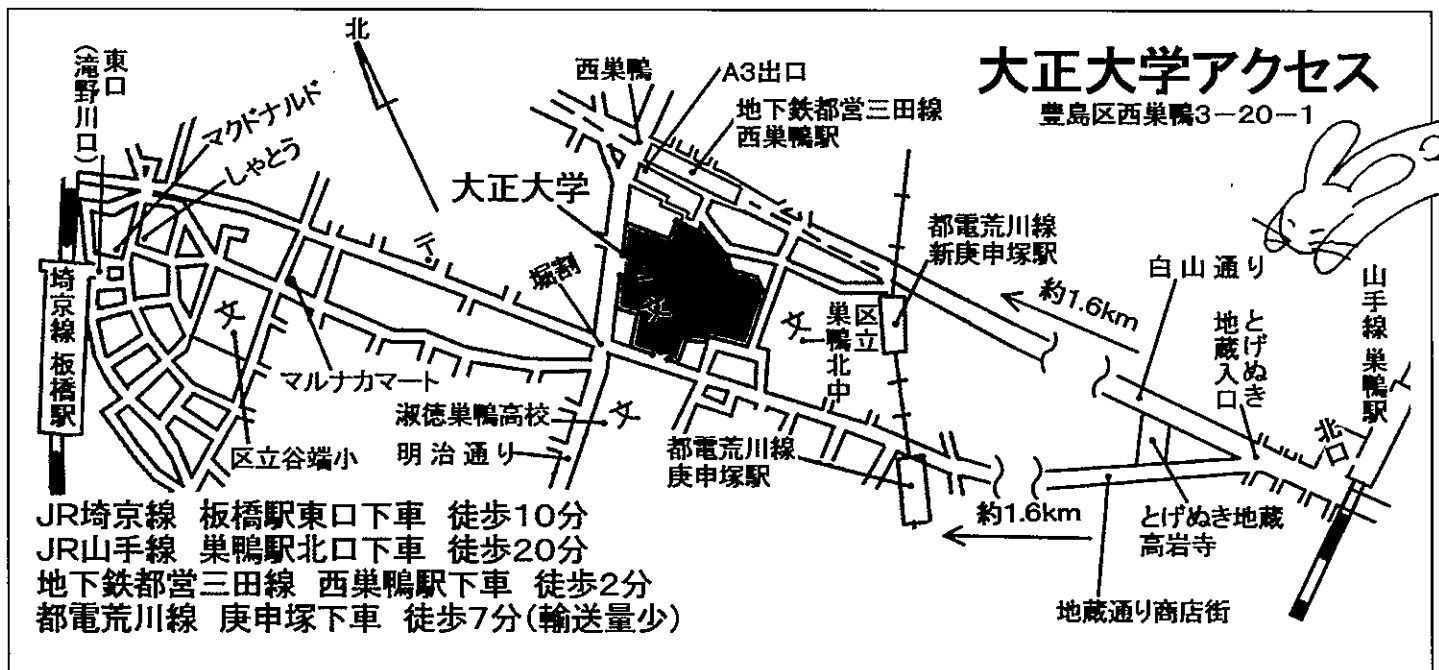 大正大学アクセス
豊島区西巣鴨3-20-1
北
東口
(滝野川口)
マクドナルド
しゃとう
西巣鴨
A3出口
地下鉄都営三田線
西巣鴨駅
大正大学
〒
堀割
都電荒川線
新庚申塚駅
白山通り
約1.6km
とげぬき
地蔵入口
山手線 巣鴨駅
北口
埼京線 板橋駅
文
文
文
文
区立
巣鴨北中
マルナカマート
淑徳巣鴨高校
区立谷端小
明治通り
都電荒川線
庚申塚駅
約1.6km
とげぬき地蔵
高岩寺
地蔵通り商店街
JR埼京線 板橋駅東口下車 徒歩10分
JR山手線 巣鴨駅北口下車 徒歩20分
地下鉄都営三田線 西巣鴨駅下車 徒歩2分
都電荒川線 庚申塚下車 徒歩7分(輸送量少)